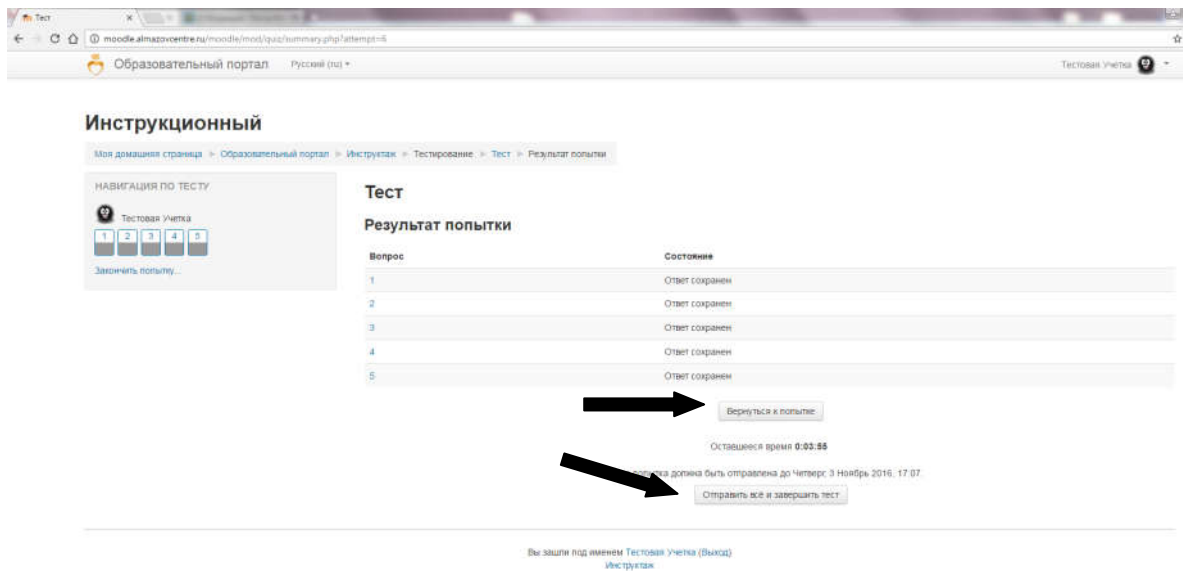 Тест
moodle.almazovcentre.ru/moodle/mod/quiz/summary.php?attempt=6
Образовательный портал Русский (ru)
Тестовая Учетка
Инструкционный
Моя домашняя страница Образовательный портал Инструктаж Тестирование Тест Результат попытки
НАВИГАЦИЯ ПО ТЕСТУ
Тестовая Учетка
1 2 3 4 5
Закончить попытку...
Тест
Результат попытки
Вопрос Состояние
1 Ответ сохранен
2 Ответ сохранен
3 Ответ сохранен
4 Ответ сохранен
5 Ответ сохранен
Вернуться к попытке
Оставшееся время 0:03:55
попытка должна быть отправлена до Четверг, 3 Ноябрь 2016, 17:07.
Отправить всё и завершить тест
Вы зашли под именем Тестовая Учетка (Выход)
Инструктаж